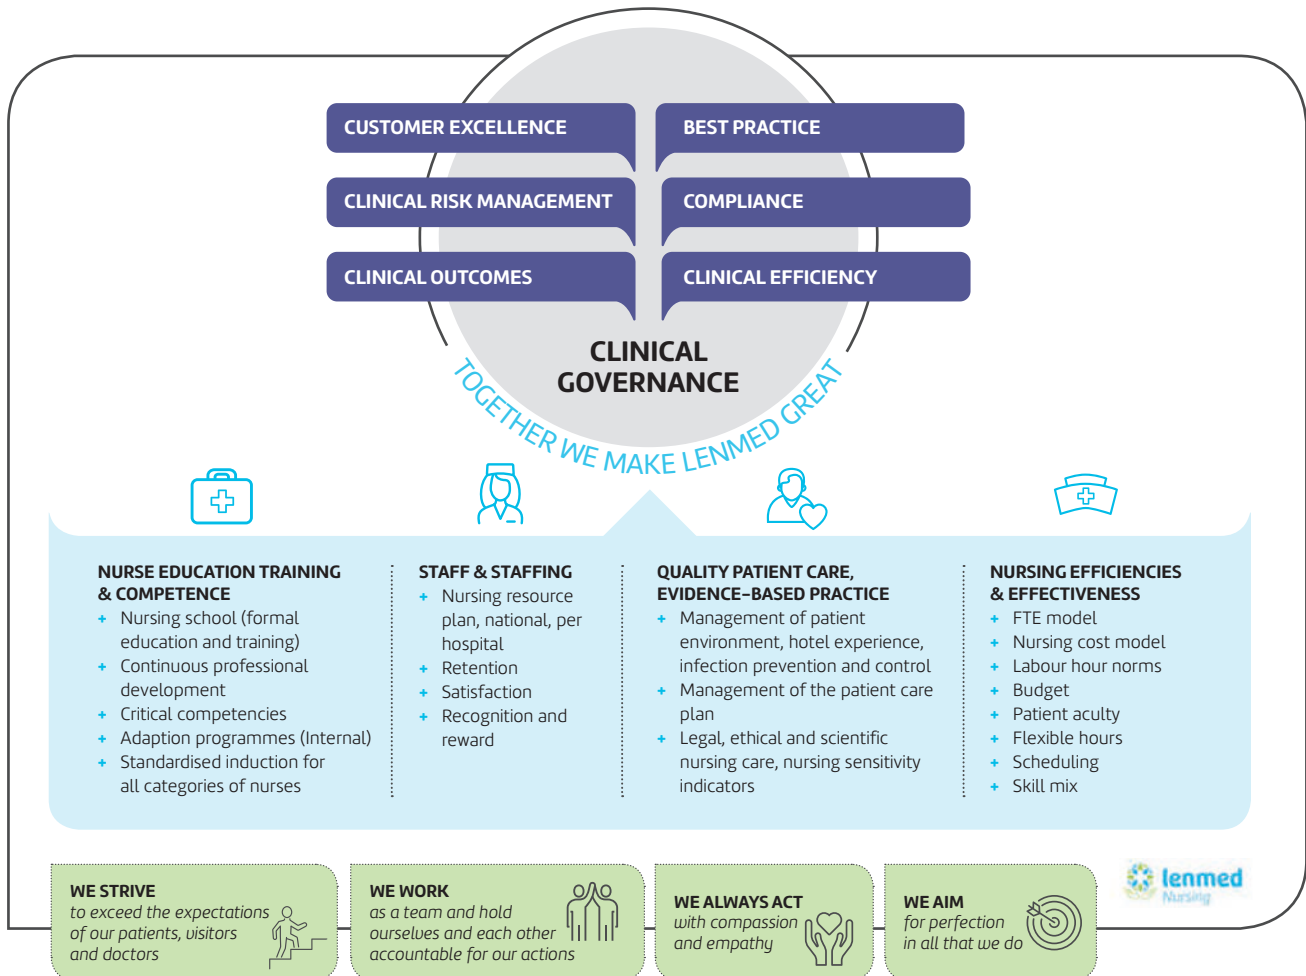 CUSTOMER EXCELLENCE
BEST PRACTICE
CLINICAL RISK MANAGEMENT
COMPLIANCE
CLINICAL OUTCOMES
CLINICAL EFFICIENCY
CLINICAL
GOVERNANCE
TOGETHER WE MAKE LENMED GREAT
NURSE EDUCATION TRAINING
& COMPETENCE
+ Nursing school (formal
education and training)
+ Continuous professional
development
+ Critical competencies
+ Adaption programmes (Internal)
+ Standardised induction for
all categories of nurses
STAFF & STAFFING
+ Nursing resource
plan, national, per
hospital
+ Retention
+ Satisfaction
+ Recognition and
reward
QUALITY PATIENT CARE,
EVIDENCE-BASED PRACTICE
+ Management of patient
environment, hotel experience,
infection prevention and control
+ Management of the patient care
plan
+ Legal, ethical and scientific
nursing care, nursing sensitivity
indicators
NURSING EFFICIENCIES
& EFFECTIVENESS
+ FTE model
+ Nursing cost model
+ Labour hour norms
+ Budget
+ Patient aculty
+ Flexible hours
+ Scheduling
+ Skill mix
WE STRIVE
to exceed the expectations
of our patients, visitors
and doctors
WE WORK
as a team and hold
ourselves and each other
accountable for our actions
WE ALWAYS ACT
with compassion
and empathy
WE AIM
for perfection
in all that we do
lenmed
Nursing